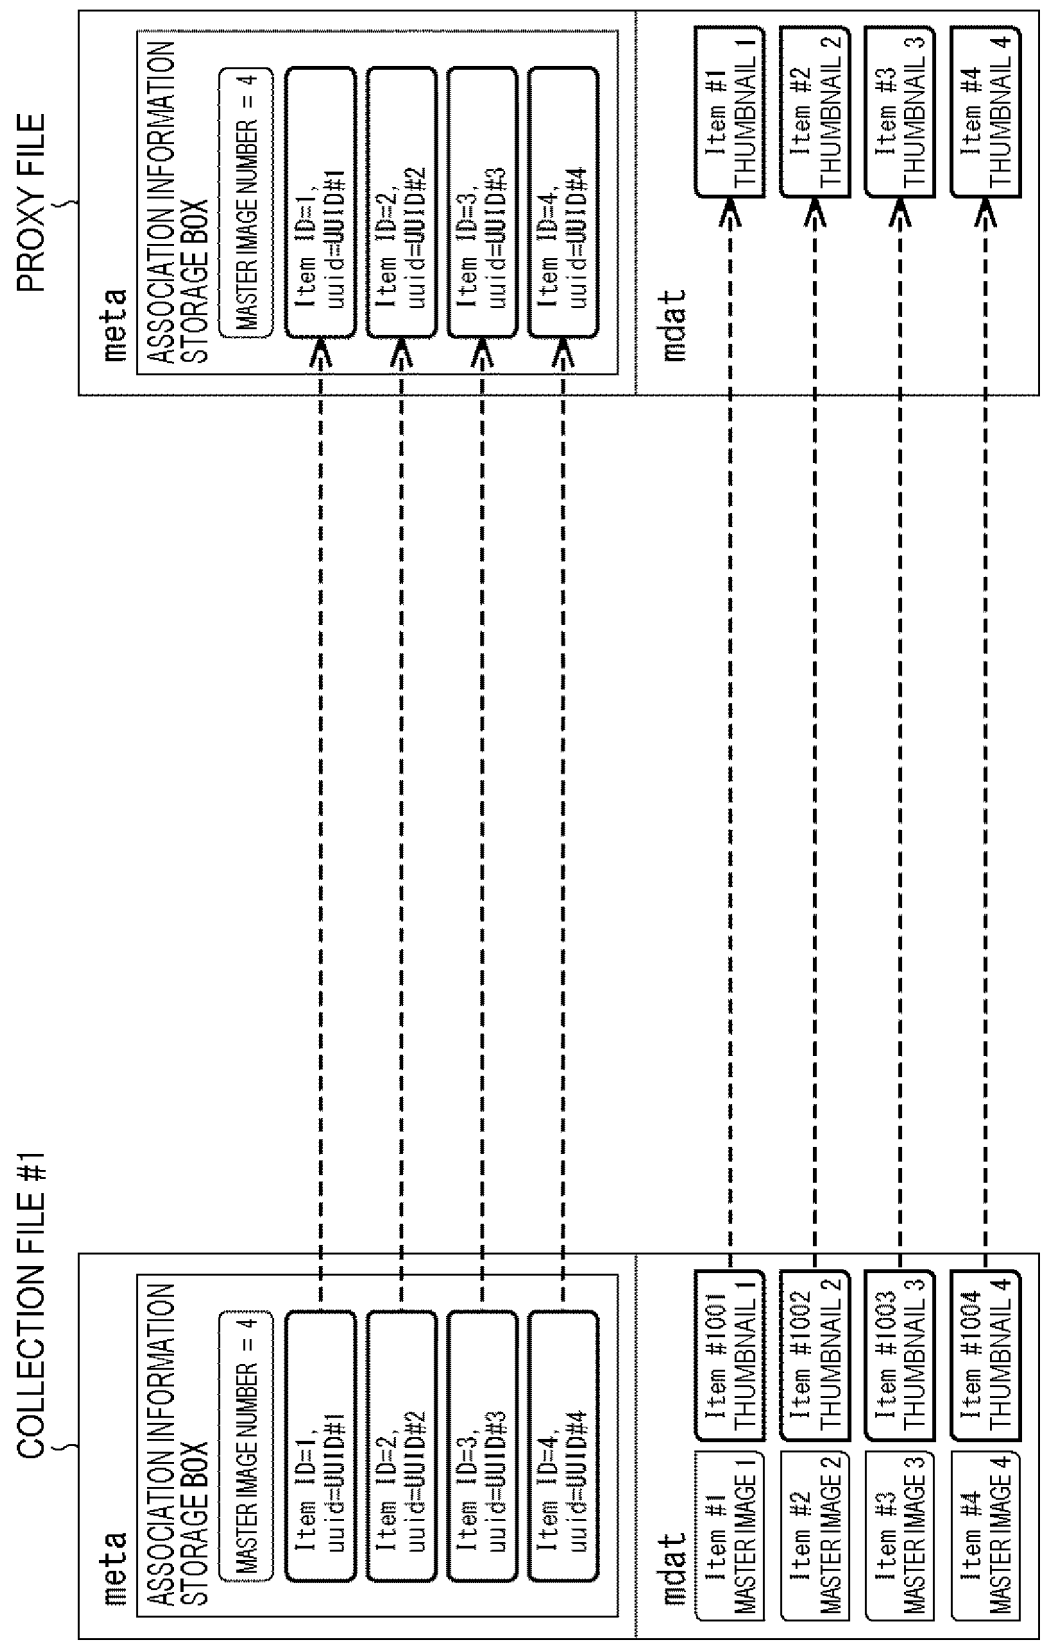 COLLECTION FILE #1
meta
ASSOCIATION INFORMATION
STORAGE BOX
MASTER IMAGE NUMBER = 4
Item ID=1,
uuid=UUID#1
Item ID=2,
uuid=UUID#2
Item ID=3,
uuid=UUID#3
Item ID=4,
uuid=UUID#4
mdat
Item #1
MASTER IMAGE 1
Item #1001
THUMBNAIL 1
Item #2
MASTER IMAGE 2
Item #1002
THUMBNAIL 2
Item #3
MASTER IMAGE 3
Item #1003
THUMBNAIL 3
Item #4
MASTER IMAGE 4
Item #1004
THUMBNAIL 4
PROXY FILE
meta
ASSOCIATION INFORMATION
STORAGE BOX
MASTER IMAGE NUMBER = 4
Item ID=1,
uuid=UUID#1
Item ID=2,
uuid=UUID#2
Item ID=3,
uuid=UUID#3
Item ID=4,
uuid=UUID#4
mdat
Item #1
THUMBNAIL 1
Item #2
THUMBNAIL 2
Item #3
THUMBNAIL 3
Item #4
THUMBNAIL 4